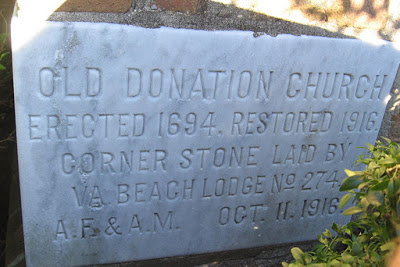 OLD DONATION CHURCH
ERECTED 1694. RESTORED 1916.
CORNER STONE LAID BY
VA BEACH LODGE NO 274
A.F. & A.M. OCT. 11. 1916